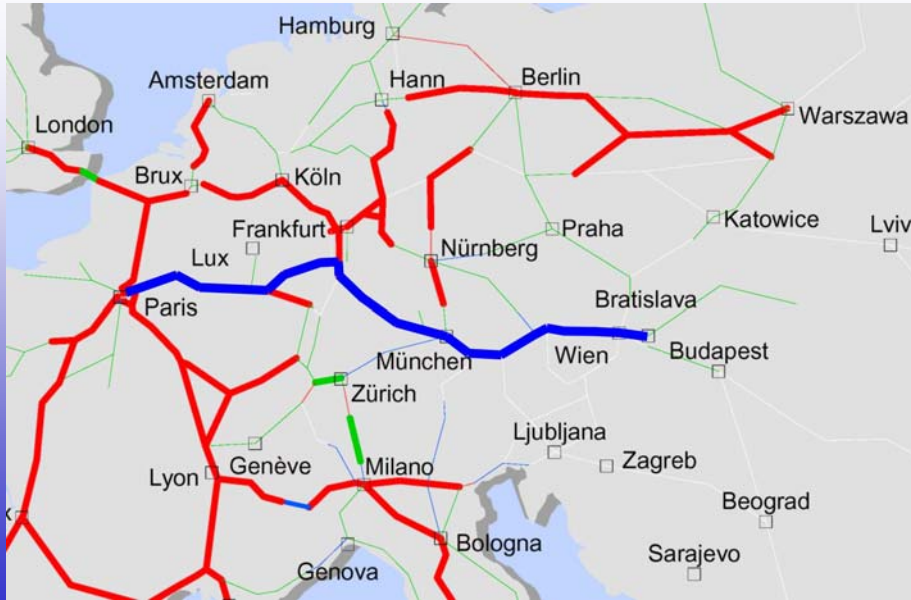 Hamburg
Amsterdam
Hann
Berlin
Warszawa
London
Brux
Köln
Katowice
Frankfurt
Praha
Lviv
Lux
Nürnberg
Bratislava
Paris
München
Wien
Budapest
Zürich
Ljubljana
Lyon
Genève
Milano
Zagreb
x
Beograd
Bologna
Sarajevo
Genova